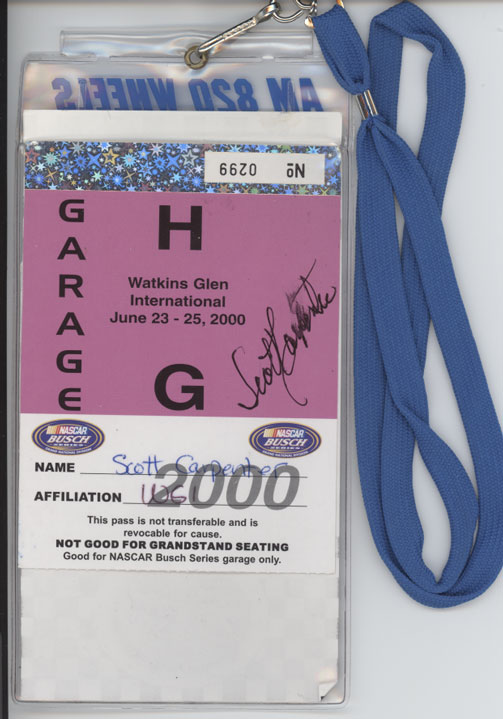 AM 820 WHEELS
No 0299
GARAGE
H
Watkins Glen
International
June 23 - 25, 2000
Scott Carpenter
G
NASCAR
BUSCH
SERIES
NASCAR
BUSCH
SERIES
NAME Scott Carpenter
2000
AFFILIATION WGI
This pass is not transferable and is
revocable for cause.
NOT GOOD FOR GRANDSTAND SEATING
Good for NASCAR Busch Series garage only.